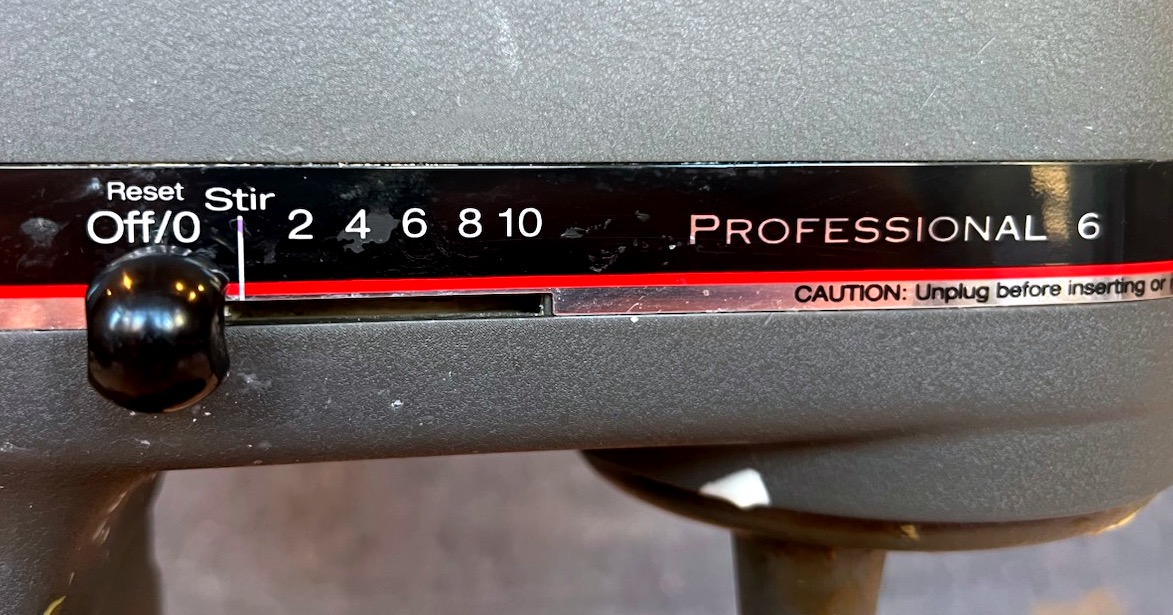 Reset Stir
Off/0 2 4 6 8 10 PROFESSIONAL 6
CAUTION: Unplug before inserting or